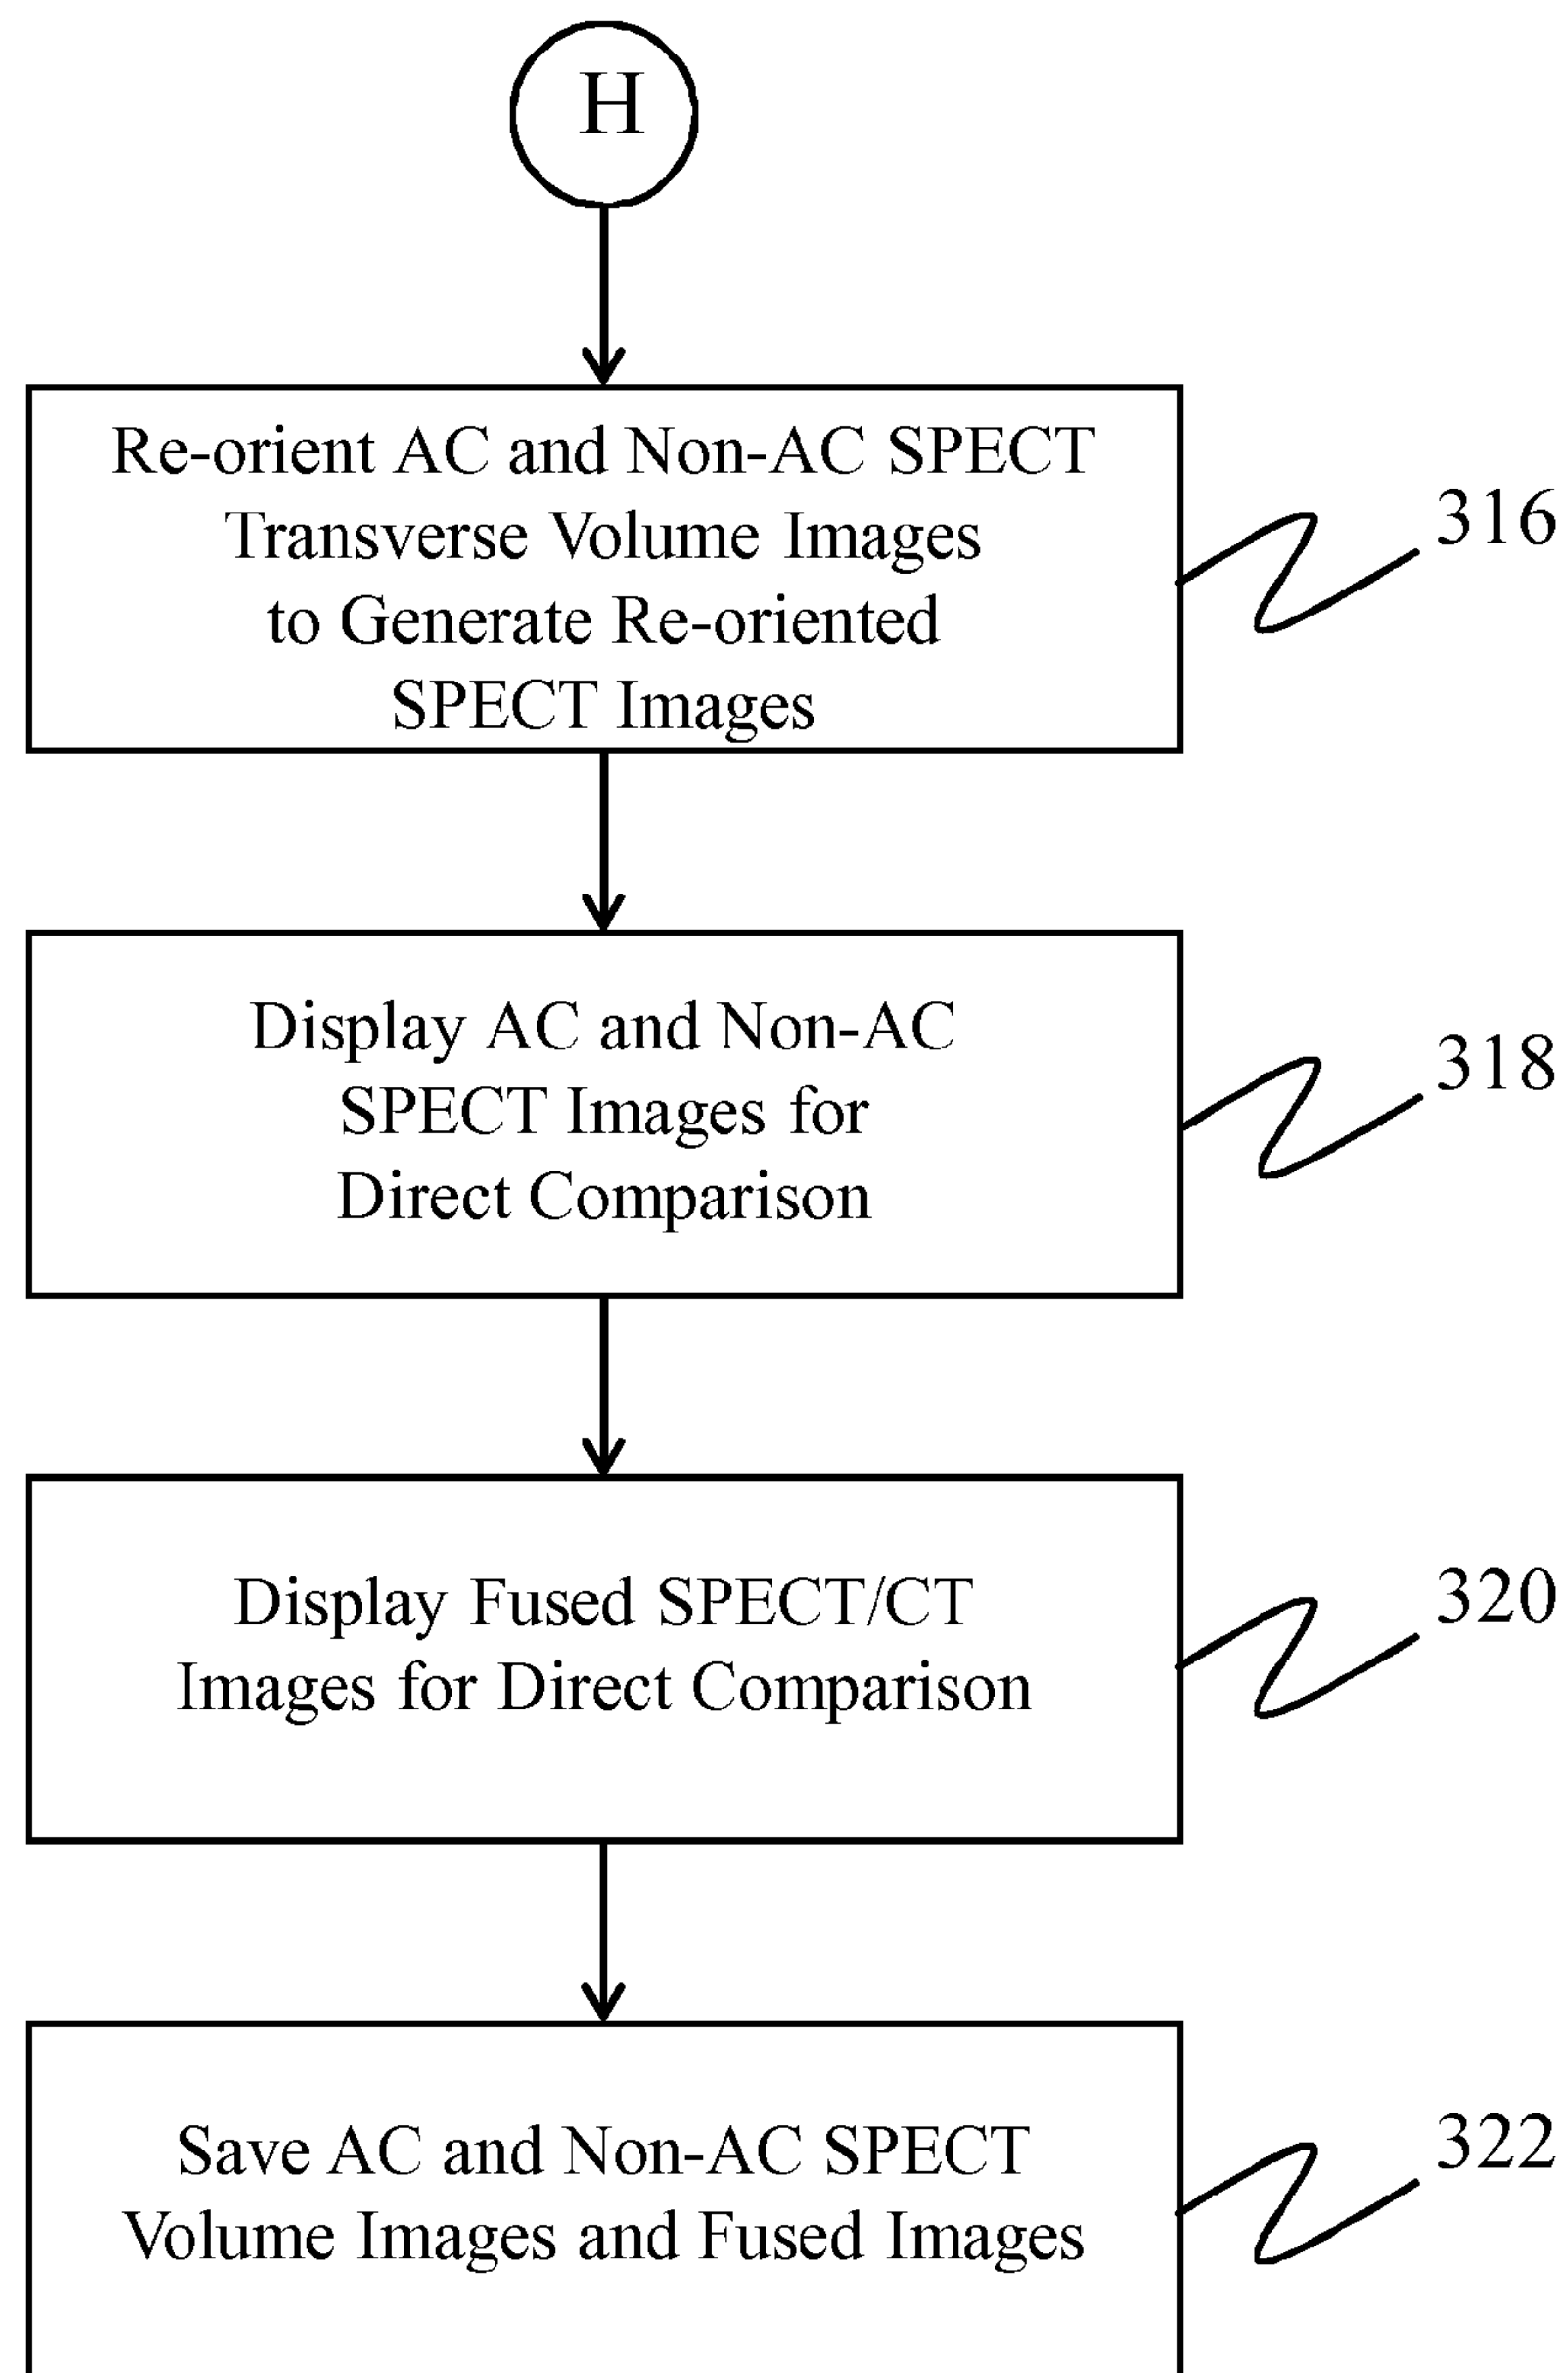 H
Re-orient AC and Non-AC SPECT
Transverse Volume Images
to Generate Re-oriented
SPECT Images
316
Display AC and Non-AC
SPECT Images for
Direct Comparison
318
Display Fused SPECT/CT
Images for Direct Comparison
320
Save AC and Non-AC SPECT
Volume Images and Fused Images
322